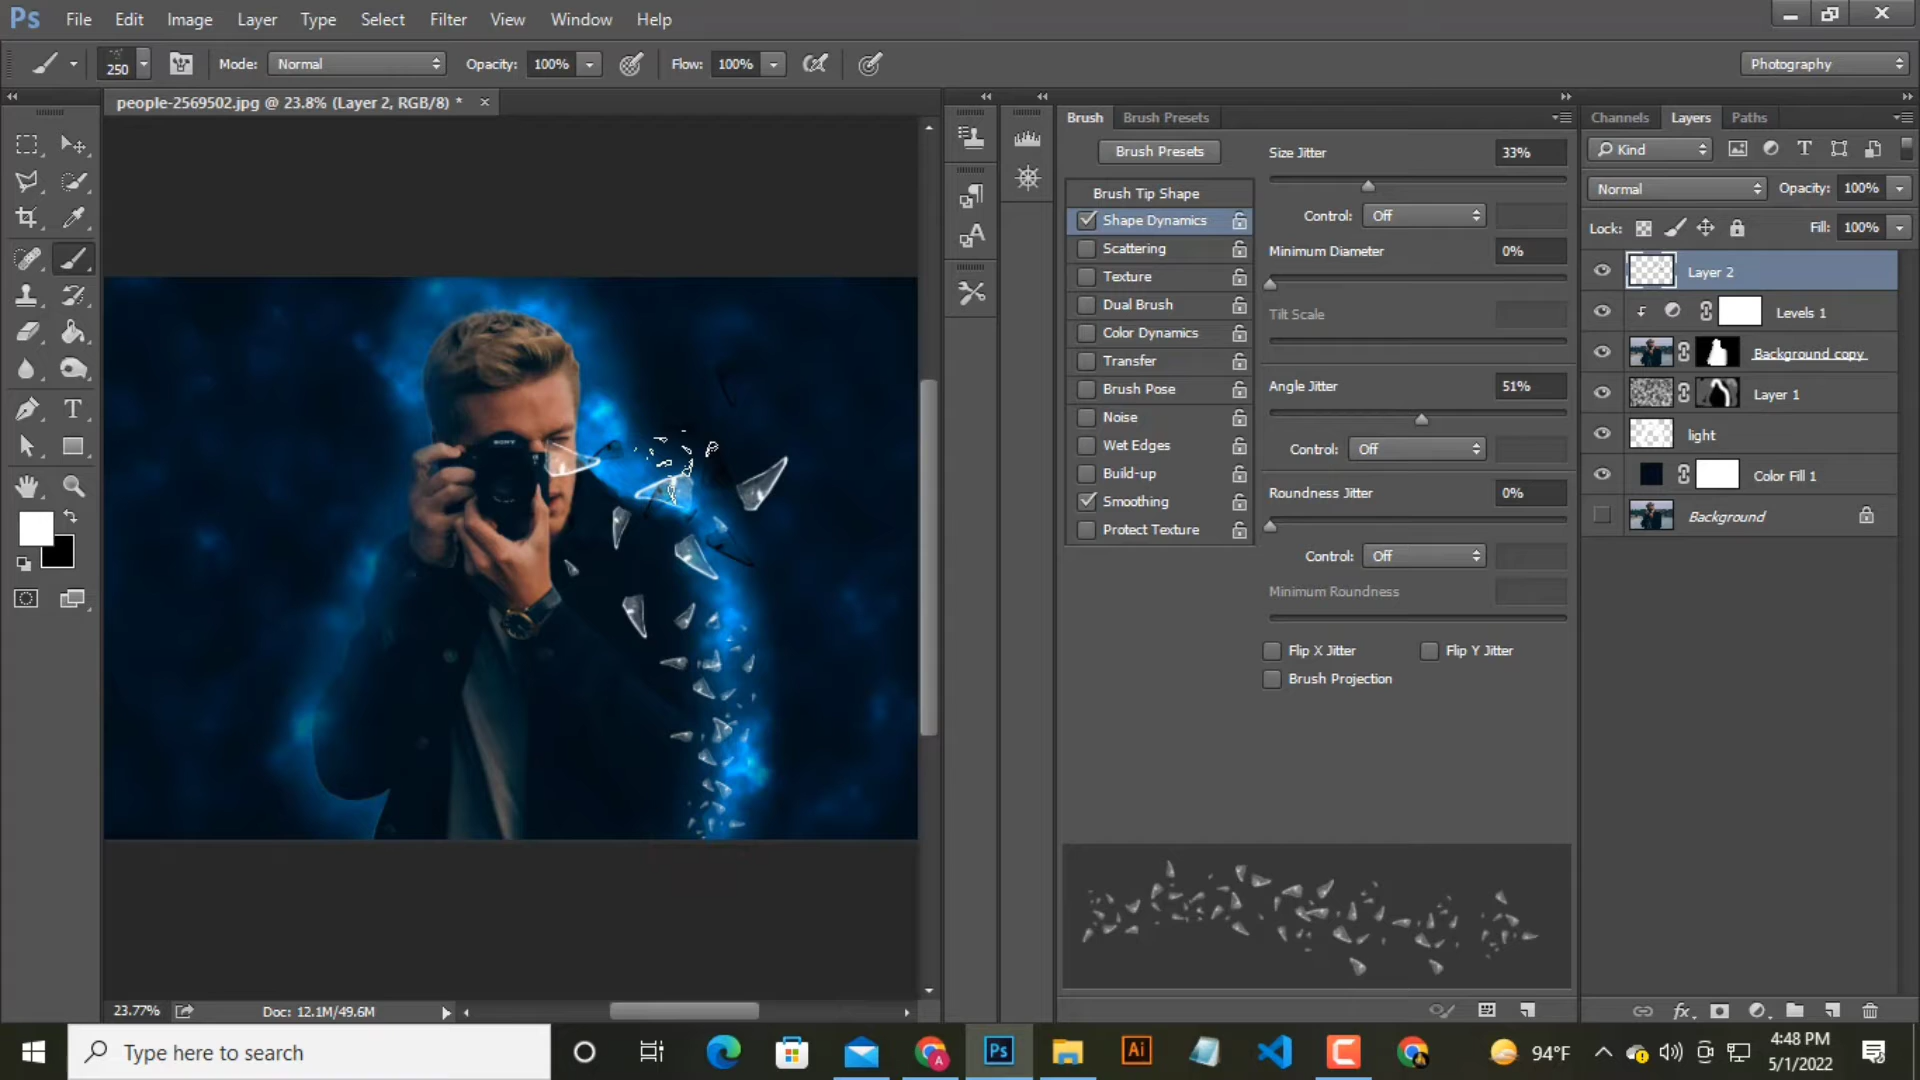 Ps File Edit Image Layer Type Select Filter View Window Help
250 Mode: Normal Opacity: 100% Flow: 100% Photography
people-2569502.jpg @ 23.8% (Layer 2, RGB/8) *
Brush Brush Presets
Brush Presets
Brush Tip Shape
Shape Dynamics
Scattering
Texture
Dual Brush
Color Dynamics
Transfer
Brush Pose
Noise
Wet Edges
Build-up
Smoothing
Protect Texture
Size Jitter 33%
Control: Off
Minimum Diameter 0%
Tilt Scale
Angle Jitter 51%
Control: Off
Roundness Jitter 0%
Control: Off
Minimum Roundness
Flip X Jitter Flip Y Jitter
Brush Projection
Channels Layers Paths
Kind
Normal Opacity: 100%
Lock: Fill: 100%
Layer 2
Levels 1
Background copy
Layer 1
light
Color Fill 1
Background
SONY
23.77% Doc: 12.1M/49.6M
fx
Type here to search
A
Ps
Ai
94°F
4:48 PM
5/1/2022